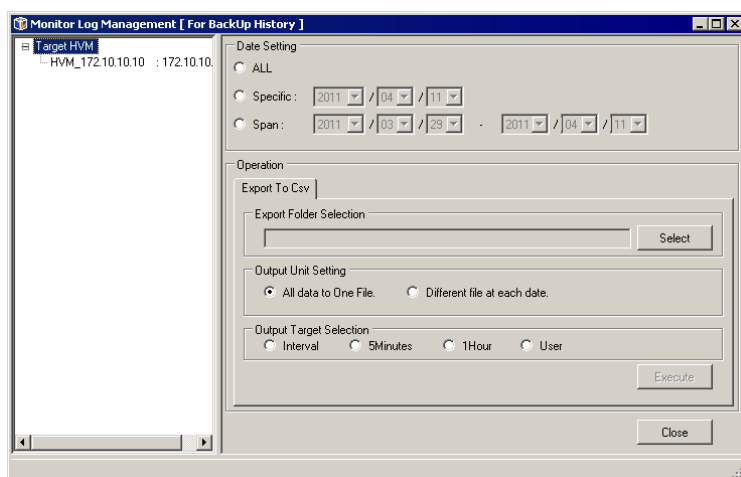 Monitor Log Management [ For BackUp History ]
Target HVM
HVM_172.10.10.10 : 172.10.10.
Date Setting
ALL
Specific : 2011 / 04 / 11
Span : 2011 / 03 / 29 - 2011 / 04 / 11
Operation
Export To Csv
Export Folder Selection
Select
Output Unit Setting
All data to One File. Different file at each date.
Output Target Selection
Interval 5Minutes 1Hour User
Execute
Close